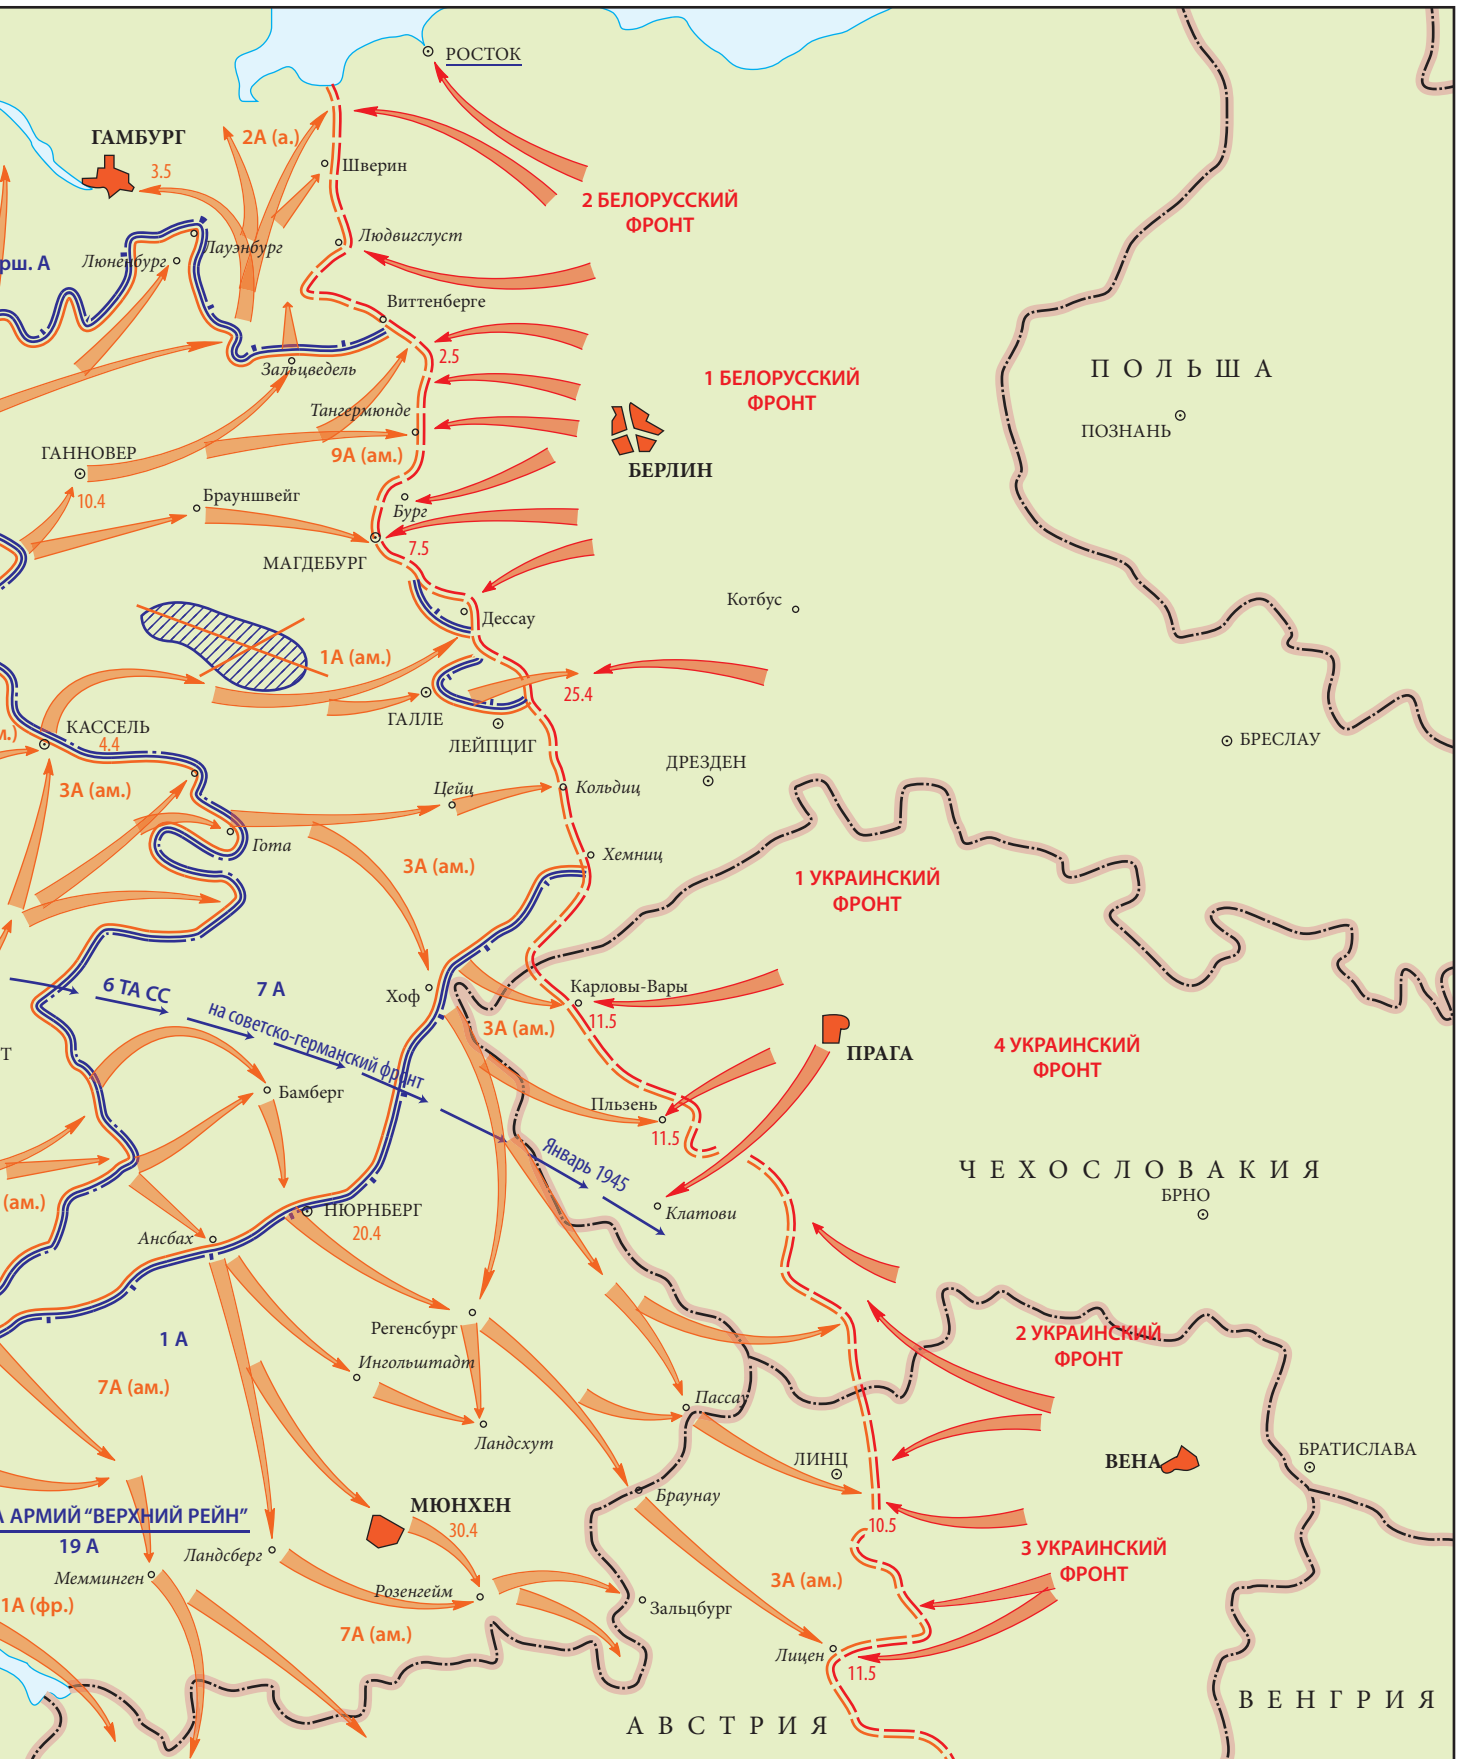 РОСТОК
ГАМБУРГ
2А (а.)
3.5
Шверин
2 БЕЛОРУССКИЙ
ФРОНТ
Людвигслуст
Лауэнбург
Люненбург
рш. А
Виттенберге
2.5
Зальцведель
ПОЛЬША
1 БЕЛОРУССКИЙ
ФРОНТ
Тангермюнде
ПОЗНАНЬ
ГАННОВЕР
9А (ам.)
БЕРЛИН
10.4
Брауншвейг
Бург
МАГДЕБУРГ
7.5
Котбус
Дессау
1А (ам.)
25.4
ГАЛЛЕ
КАССЕЛЬ
м.)
4.4
ЛЕЙПЦИГ
БРЕСЛАУ
ДРЕЗДЕН
3А (ам.)
Цейц
Кольдиц
Гота
Хемниц
3А (ам.)
1 УКРАИНСКИЙ
ФРОНТ
6 ТА СС
7 А
Хоф
Карловы-Вары
на советско-германский фронт
3А (ам.)
11.5
Т
ПРАГА
4 УКРАИНСКИЙ
ФРОНТ
Бамберг
Пльзень
11.5
Январь 1945
ЧЕХОСЛОВАКИЯ
БРНО
(ам.)
НЮРНБЕРГ
20.4
Клатови
Ансбах
Регенсбург
1 А
2 УКРАИНСКИЙ
ФРОНТ
Ингольштадт
7А (ам.)
Пассау
Ландсхут
ЛИНЦ
ВЕНА
БРАТИСЛАВА
Браунау
МЮНХЕН
А АРМИЙ “ВЕРХНИЙ РЕЙН”
30.4
10.5
19 А
Ландсберг
3 УКРАИНСКИЙ
ФРОНТ
Мемминген
Розенгейм
3А (ам.)
1А (фр.)
Зальцбург
7А (ам.)
Лицен
11.5
ВЕНГРИЯ
АВСТРИЯ